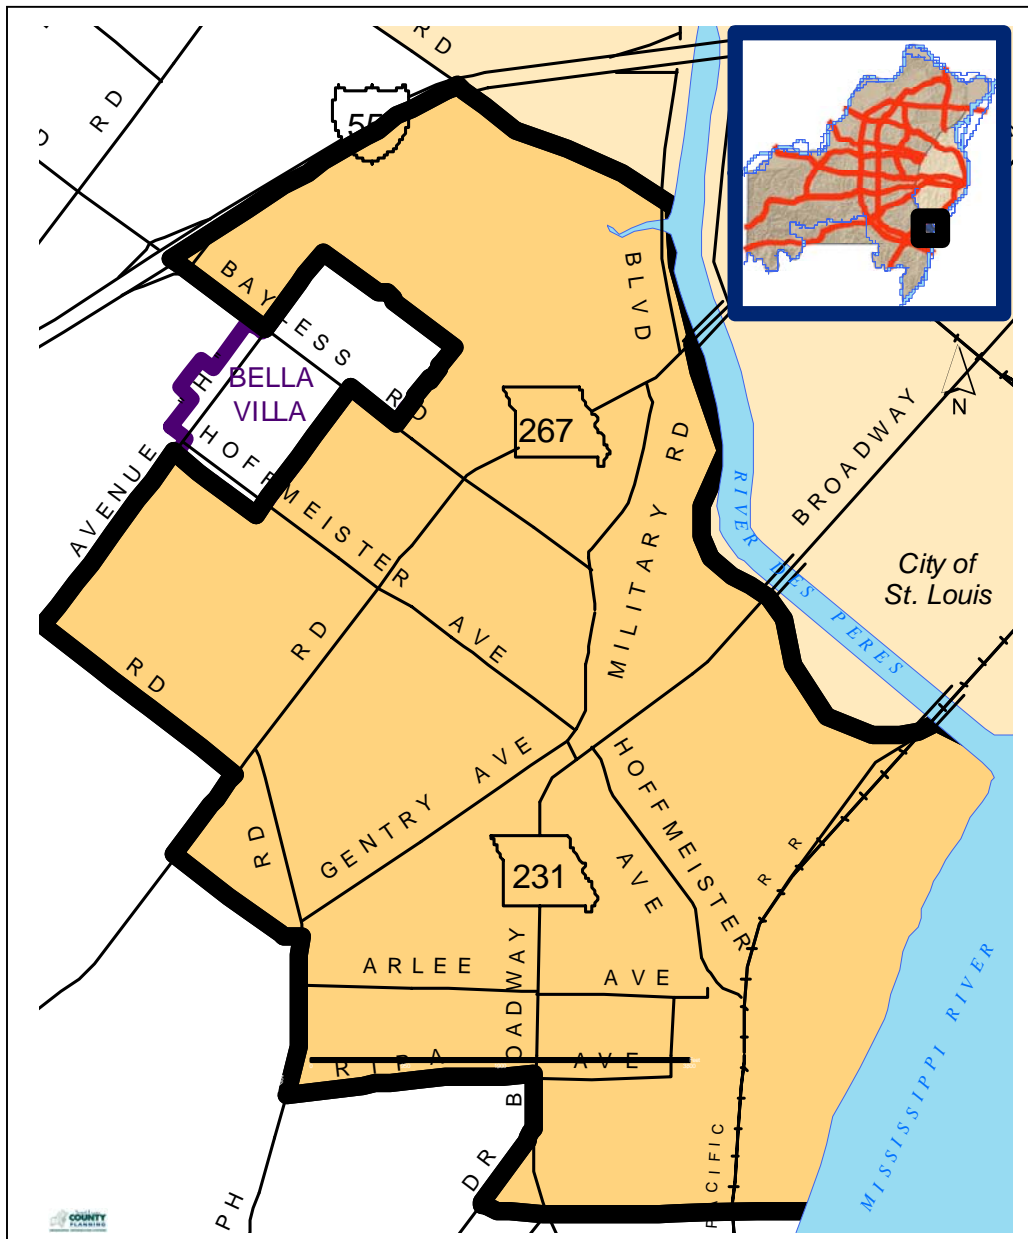 RD
RD
55
BAYLESS RD
BLVD
BELLA
VILLA
267
N
AVENUE
HOFFMEISTER AVE
MILITARY RD
BROADWAY
RIVER DES PERES
City of
St. Louis
RD
RD
GENTRY AVE
RD
HOFFMEISTER AVE
231
R R
ARLEE AVE
BROADWAY
RIPA AVE
MISSISSIPPI RIVER
PACIFIC
DR
PH
COUNTY
PLANNING